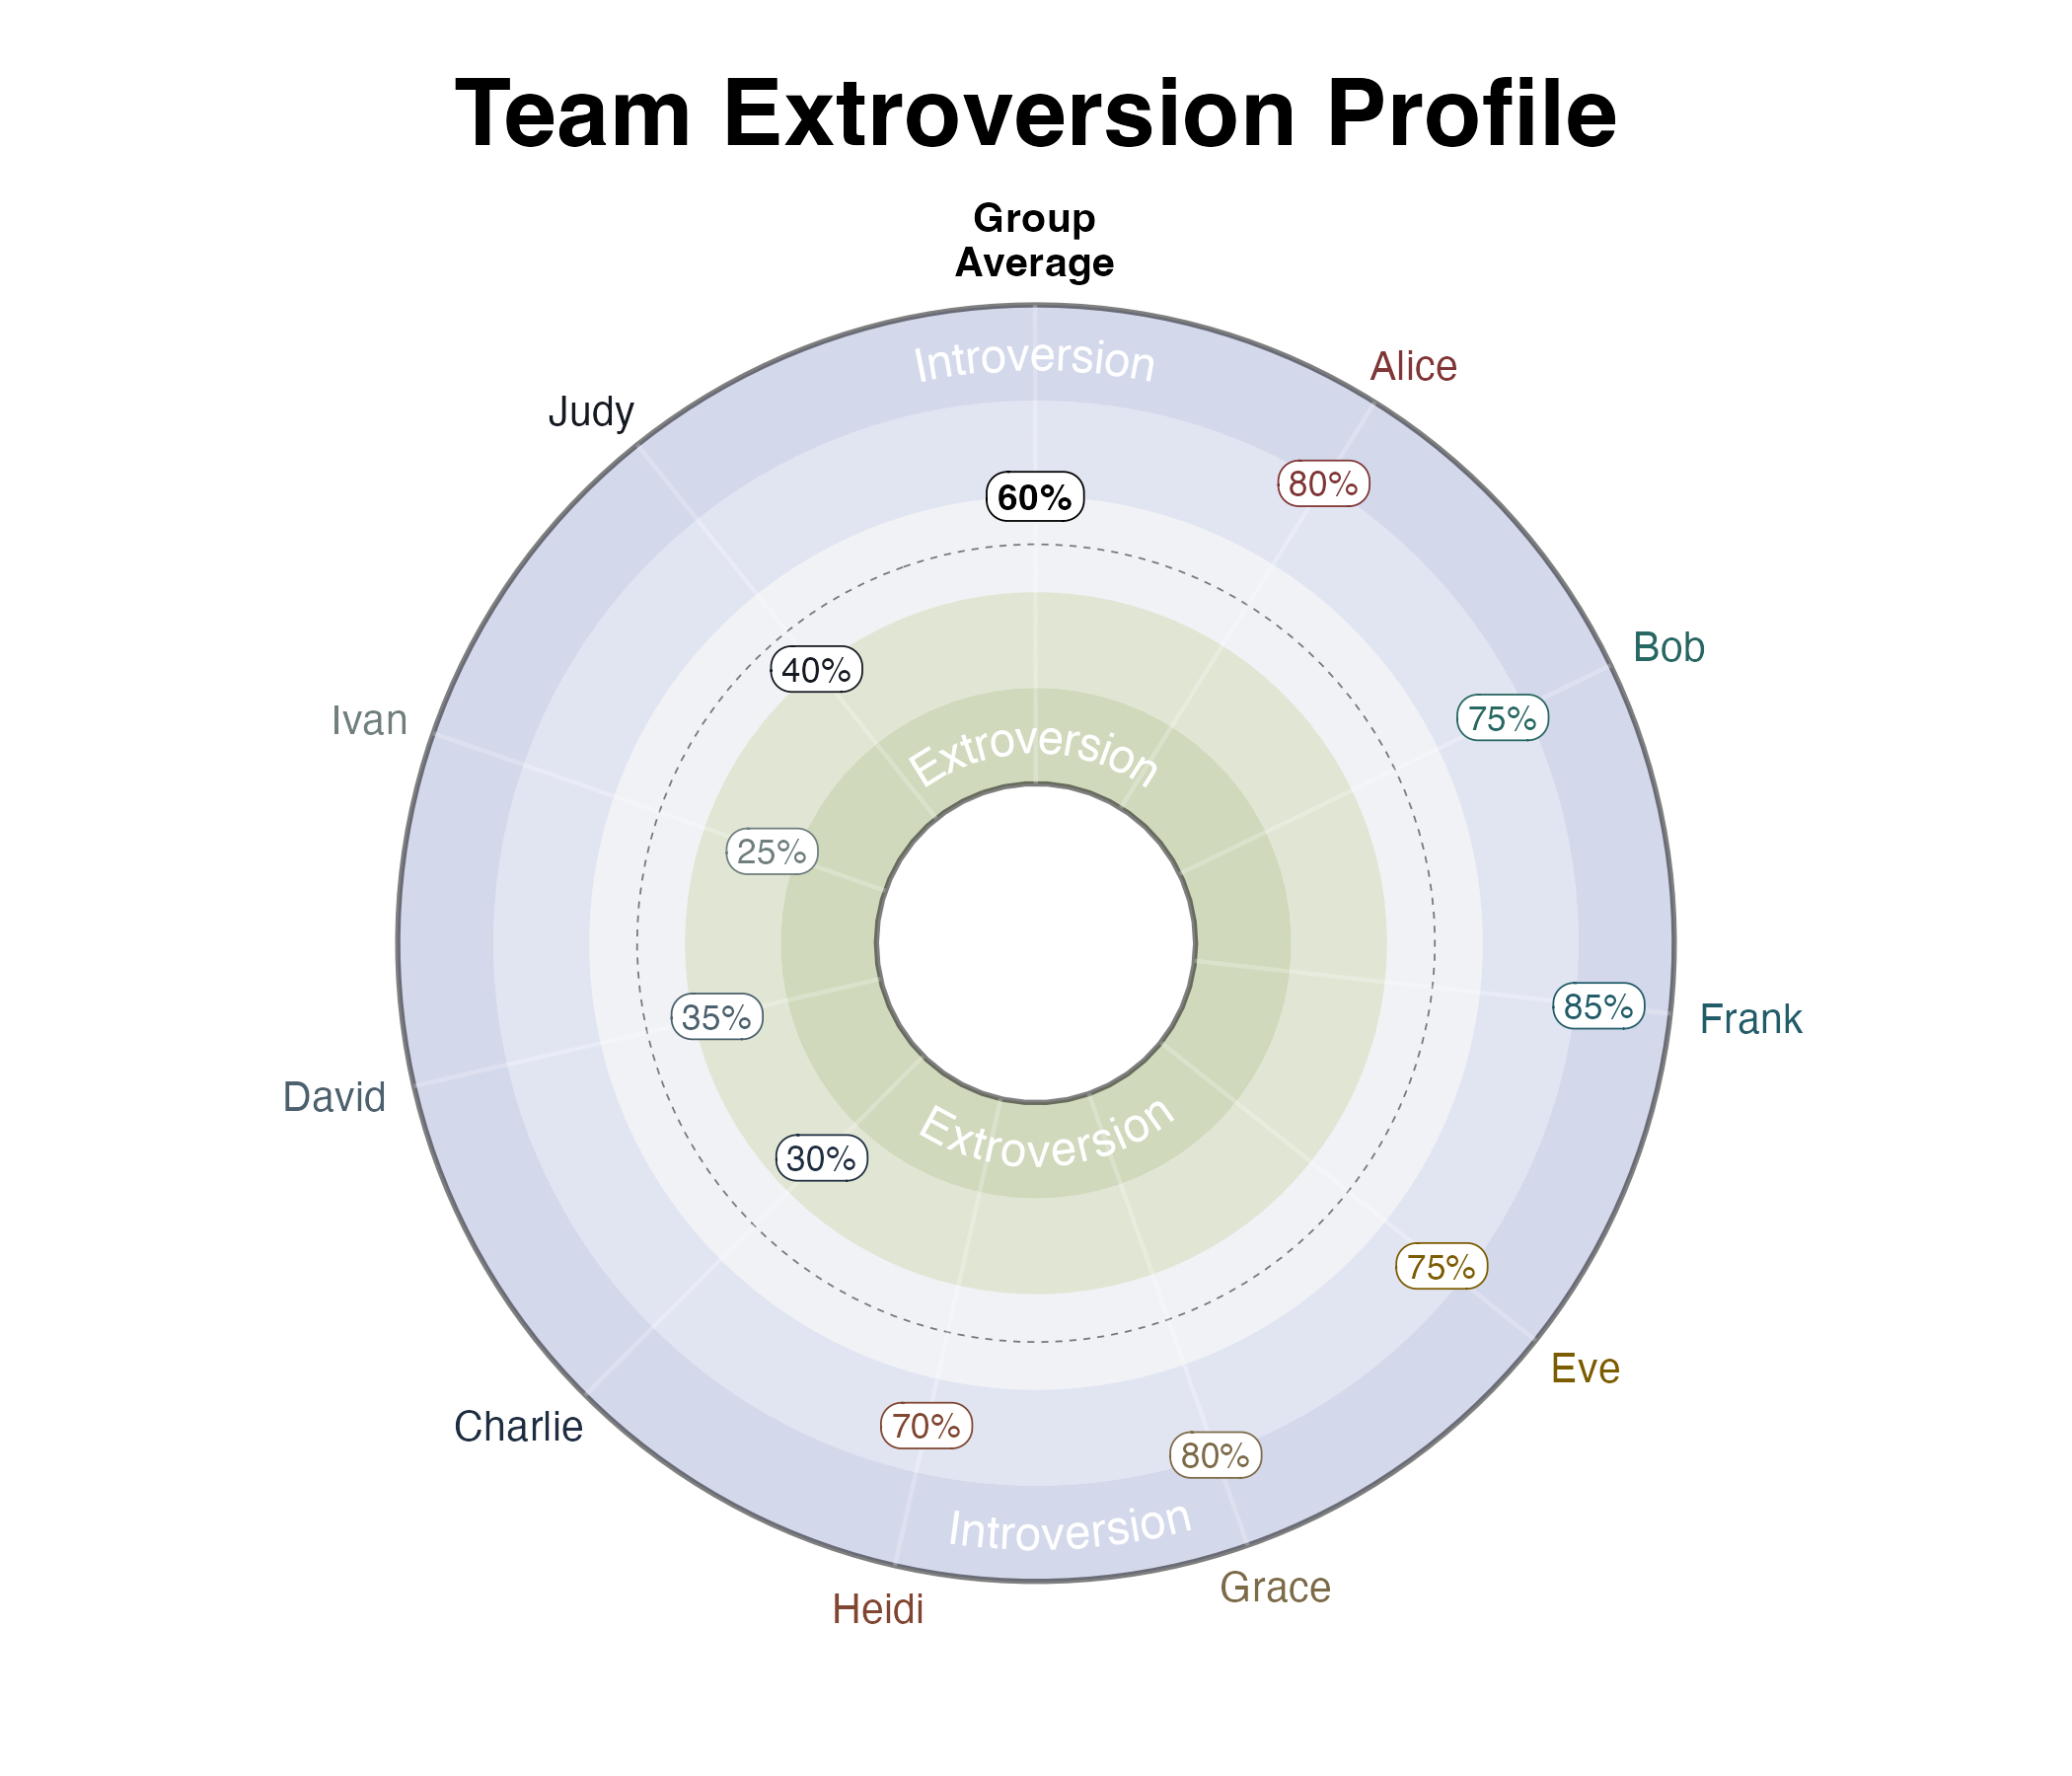 Team Extroversion Profile
Group
Average
Introversion
Alice
Judy
80%
60%
Bob
40%
75%
Ivan
Extroversion
25%
85%
Frank
35%
David
Extroversion
30%
75%
Eve
Charlie
70%
80%
Introversion
Grace
Heidi